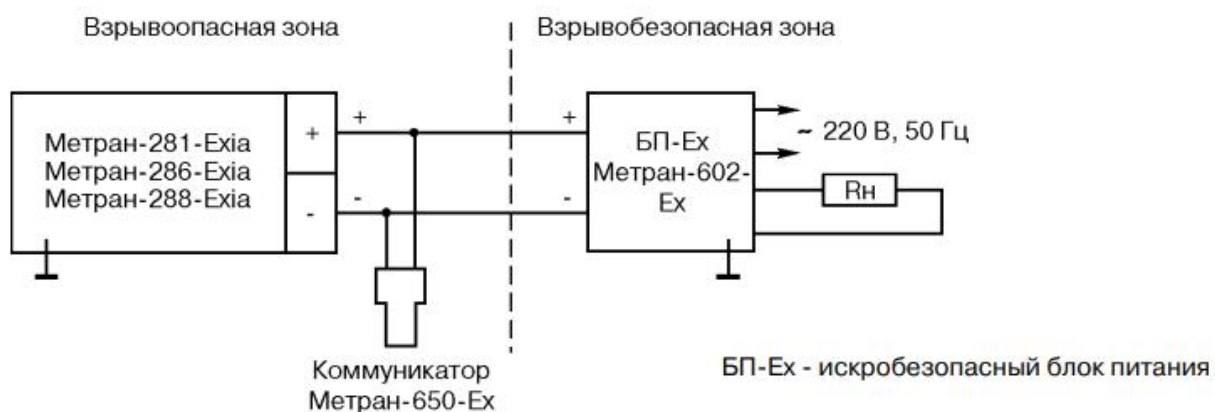 Взрывоопасная зона
Взрывобезопасная зона
Метран-281-Exia
Метран-286-Exia
Метран-288-Exia
+
-
+
-
+
-
БП-Ех
Метран-602-
Ex
~ 220 В, 50 Гц
Rн
Коммуникатор
Метран-650-Ех
БП-Ех - искробезопасный блок питания